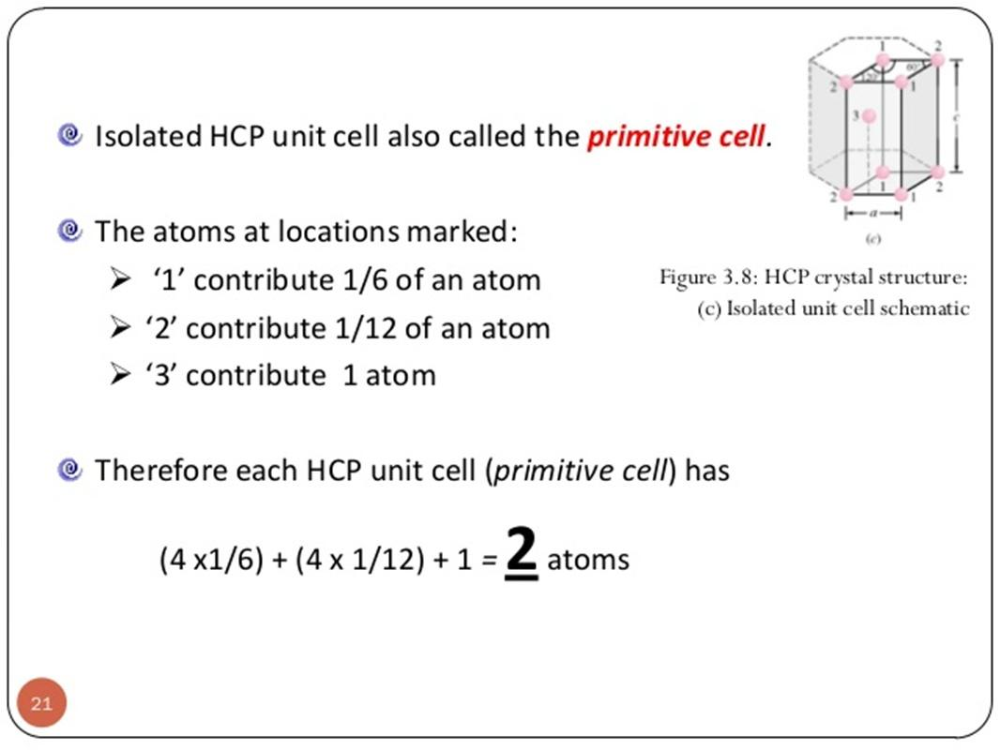 Isolated HCP unit cell also called the primitive cell.
The atoms at locations marked:
‘1’ contribute 1/6 of an atom
‘2’ contribute 1/12 of an atom
‘3’ contribute 1 atom
Therefore each HCP unit cell (primitive cell) has
(4 x1/6) + (4 x 1/12) + 1 = 2 atoms
1
2
120°
60°
2
1
3
c
1
2
2
1
a
(c)
Figure 3.8: HCP crystal structure:
(c) Isolated unit cell schematic
21